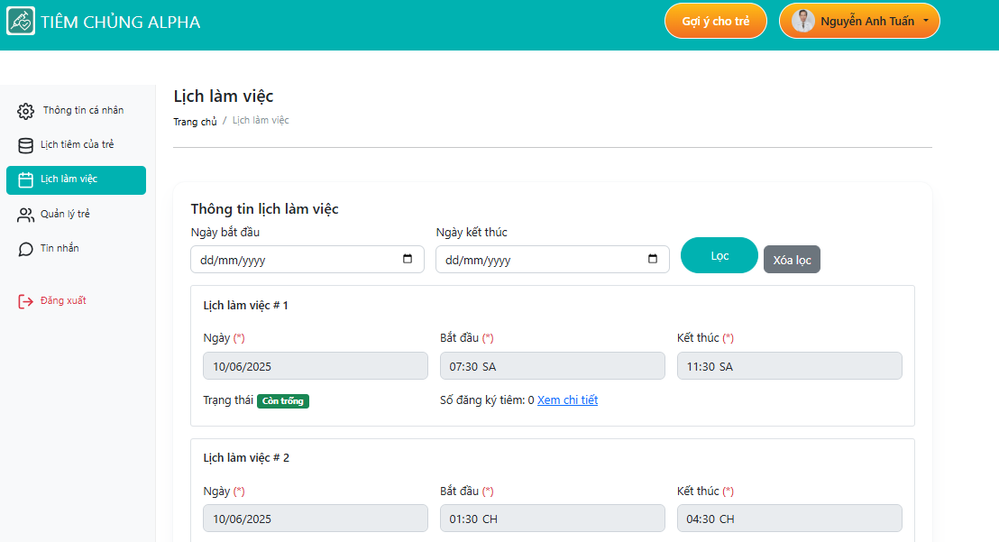 TIÊM CHỦNG ALPHA
Gợi ý cho trẻ
Nguyễn Anh Tuấn
Thông tin cá nhân
Lịch tiêm của trẻ
Lịch làm việc
Quản lý trẻ
Tin nhắn
Đăng xuất
Lịch làm việc
Trang chủ / Lịch làm việc
Thông tin lịch làm việc
Ngày bắt đầu Ngày kết thúc
dd/mm/yyyy dd/mm/yyyy Lọc Xóa lọc
Lịch làm việc # 1
Ngày (*) Bắt đầu (*) Kết thúc (*)
10/06/2025 07:30 SA 11:30 SA
Trạng thái Còn trống Số đăng ký tiêm: 0 Xem chi tiết
Lịch làm việc # 2
Ngày (*) Bắt đầu (*) Kết thúc (*)
10/06/2025 01:30 CH 04:30 CH